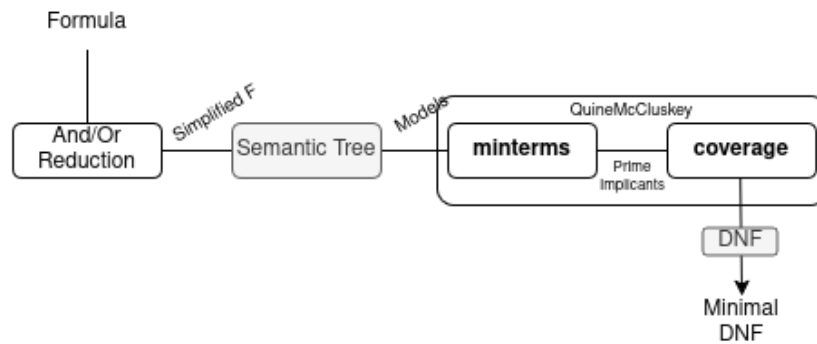 Formula
And/Or
Reduction
Simplified F
Semantic Tree
Models
QuineMcCluskey
minterms
Prime
Implicants
coverage
DNF
Minimal
DNF